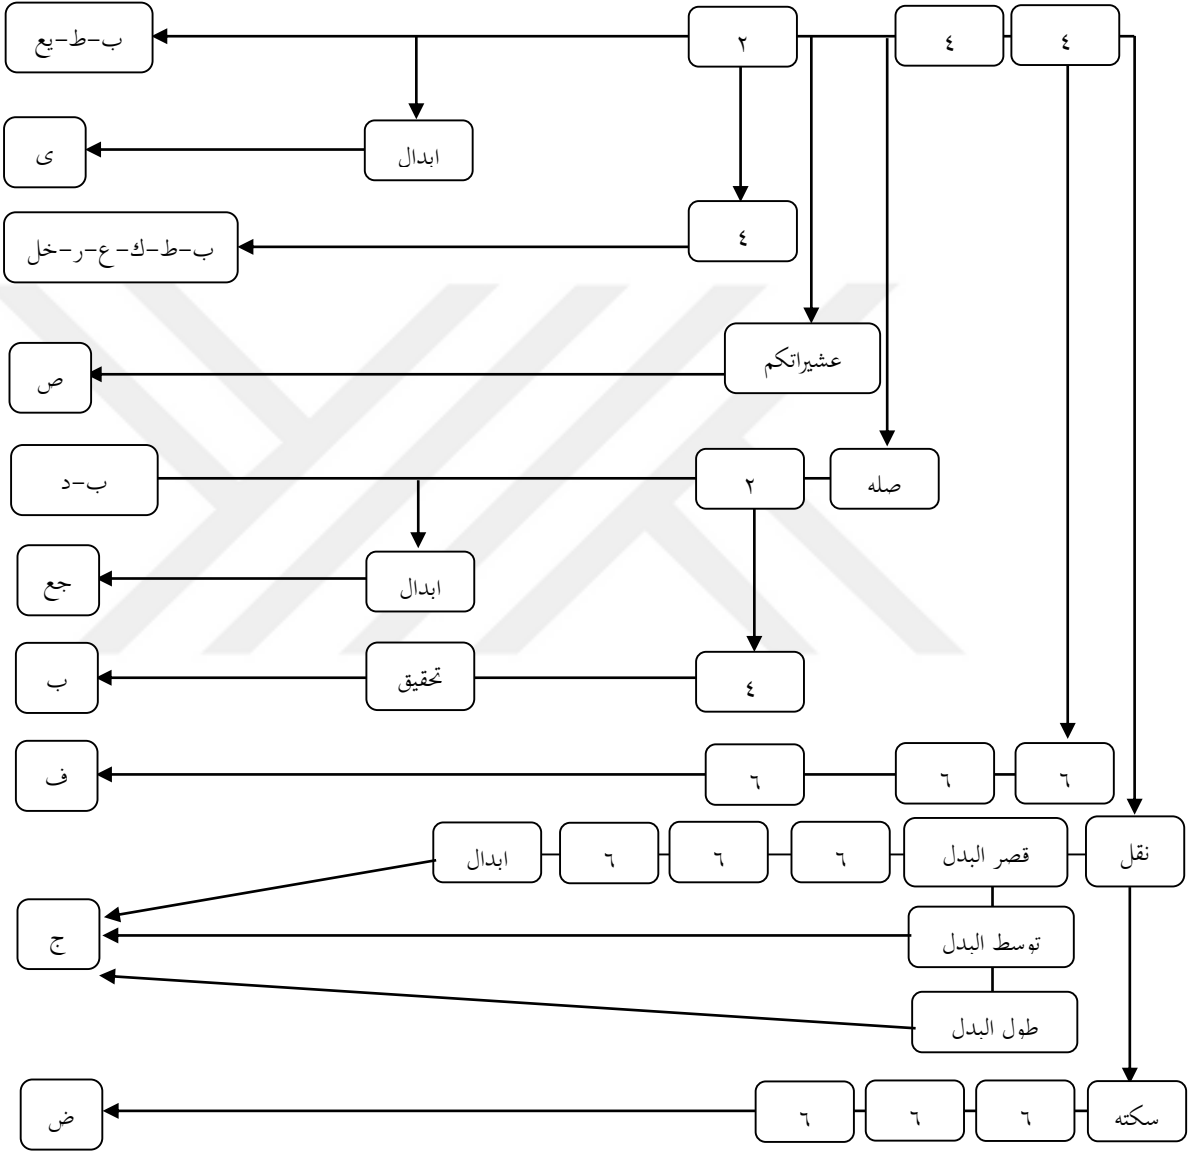 ٤ ٤ ٢ ب-ط-يع
ابدال ى
٤ ب-ط-ك-ع-ر-خل
عشيراتكم ص
صله ٢ ب-د
ابدال جع
٤ تحقيق ب
٦ ٦ ٦ ف
نقل قصر البدل ٦ ٦ ٦ ابدال
توسط البدل ج
طول البدل
سكته ٦ ٦ ٦ ض